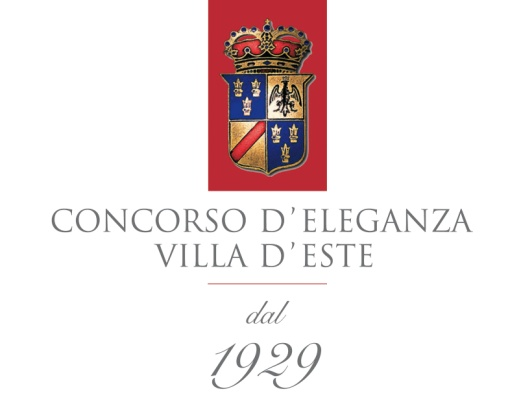 CONCORSO D’ELEGANZA
VILLA D’ESTE
dal
1929